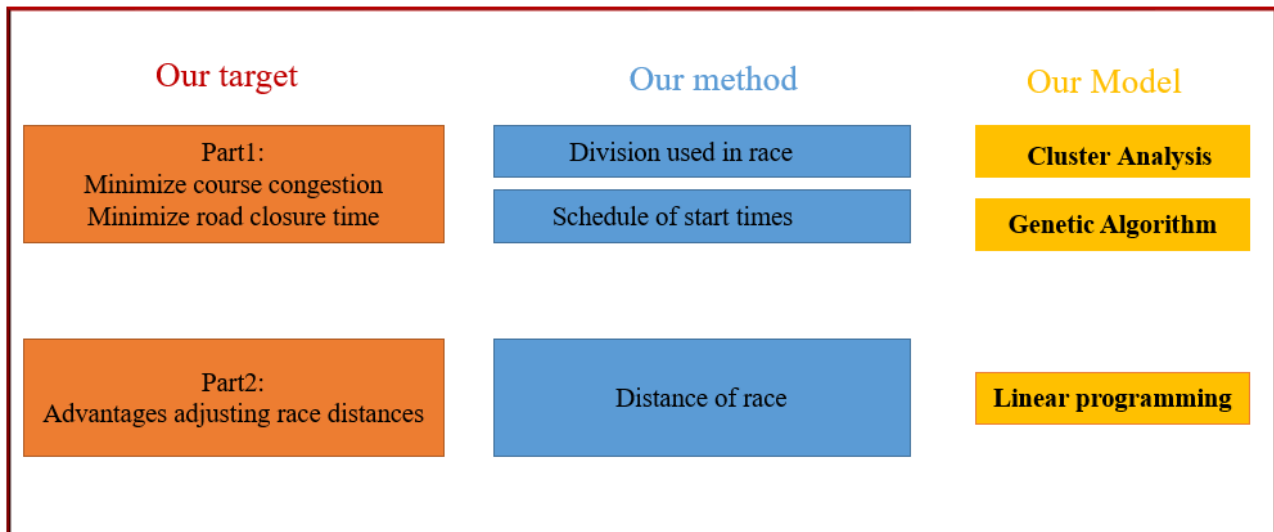 Our target
Our method
Our Model
Part1:
Minimize course congestion
Minimize road closure time
Division used in race
Schedule of start times
Cluster Analysis
Genetic Algorithm
Part2:
Advantages adjusting race distances
Distance of race
Linear programming